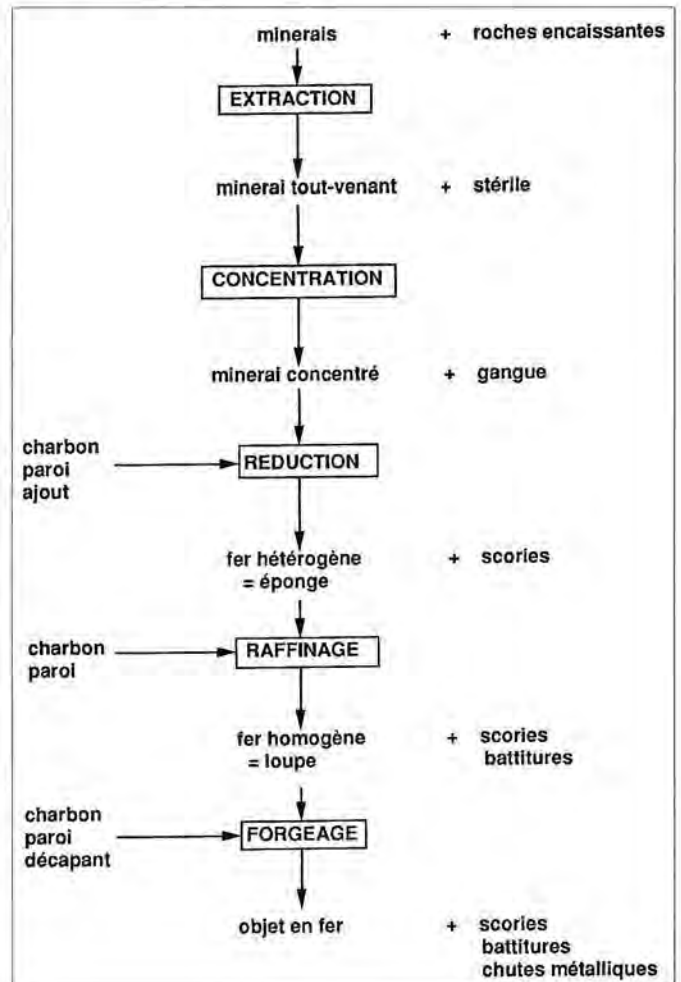 minerais + roches encaissantes
EXTRACTION
minerai tout-venant + stérile
CONCENTRATION
minerai concentré + gangue
charbon
paroi
ajout
REDUCTION
fer hétérogène + scories
= éponge
charbon
paroi
RAFFINAGE
fer homogène + scories
= loupe battitures
charbon
paroi
décapant
FORGEAGE
objet en fer + scories
battitures
chutes métalliques